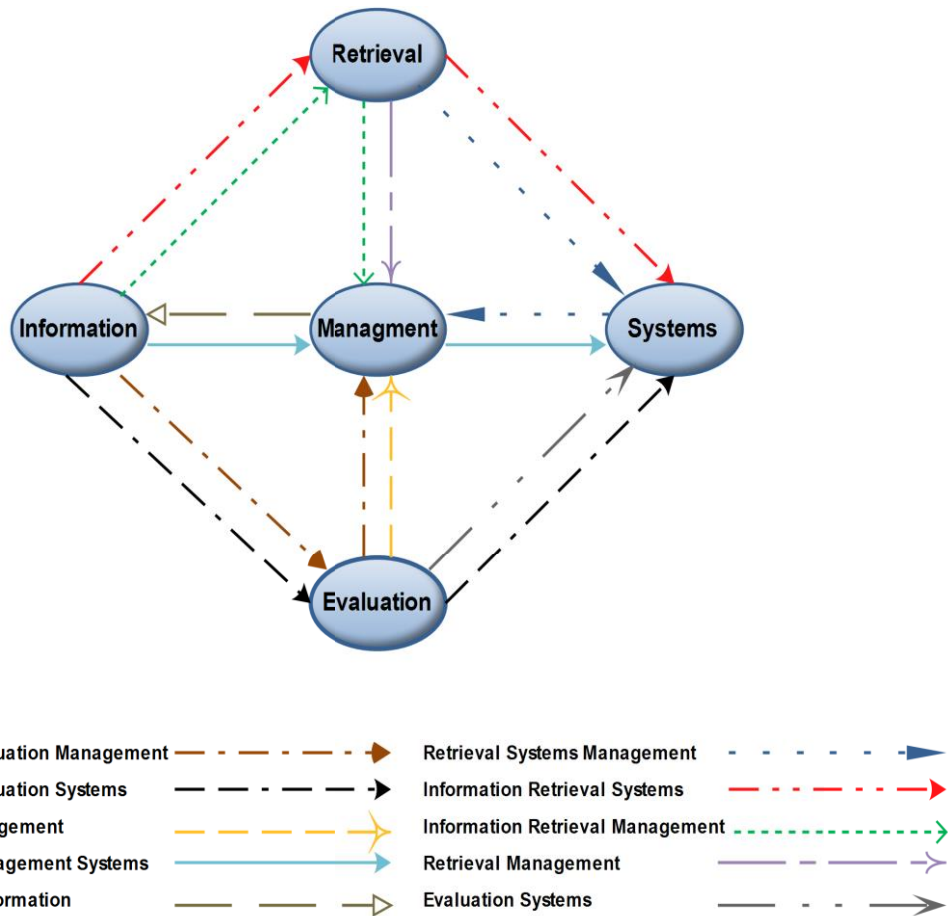 Retrieval
Information
Managment
Systems
Evaluation
uation Management
Retrieval Systems Management
uation Systems
Information Retrieval Systems
gement
Information Retrieval Management
agement Systems
Retrieval Management
ormation
Evaluation Systems